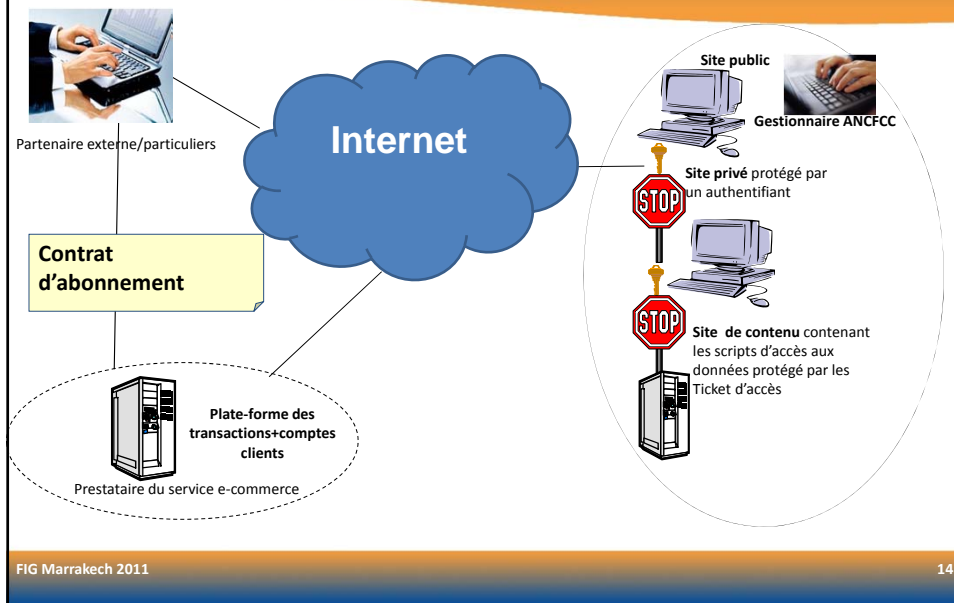 Partenaire externe/particuliers
Internet
Site public
Gestionnaire ANCFCC
Site privé protégé par
un authentifiant
STOP
Contrat
d'abonnement
STOP
Site de contenu contenant
les scripts d'accès aux
données protégé par les
Ticket d'accès
Plate-forme des
transactions+comptes
clients
Prestataire du service e-commerce
FIG Marrakech 2011
14